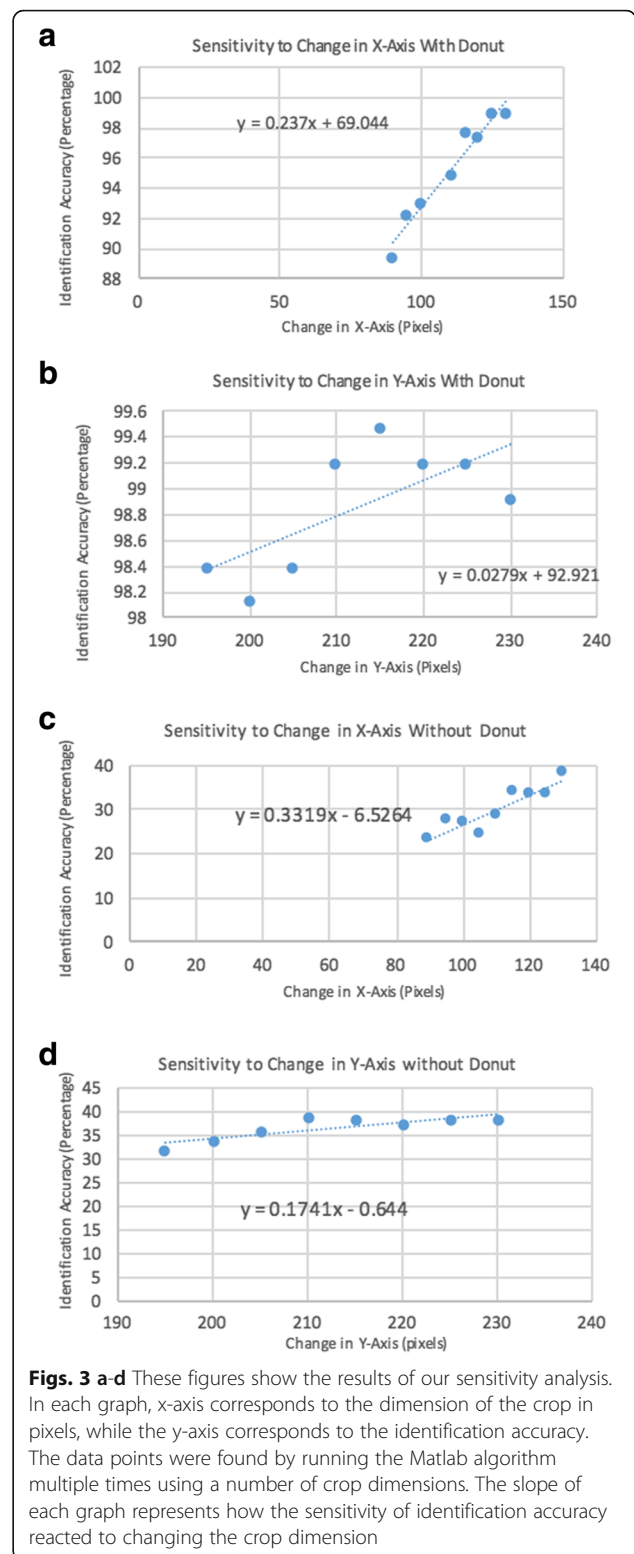 a
Sensitivity to Change in X-Axis With Donut
Identification Accuracy (Percentage)
102
100
98
96
94
92
90
88
y = 0.237x + 69.044
0 50 100 150
Change in X-Axis (Pixels)
b
Sensitivity to Change in Y-Axis With Donut
Identification Accuracy (Percentage)
99.6
99.4
99.2
99
98.8
98.6
98.4
98.2
98
y = 0.0279x + 92.921
190 200 210 220 230 240
Change in Y-Axis (Pixels)
c
Sensitivity to Change in X-Axis Without Donut
Identification Accuracy (Percentage)
40
30
20
10
0
y = 0.3319x - 6.5264
0 20 40 60 80 100 120 140
Change in X-Axis (Pixels)
d
Sensitivity to Change in Y-Axis without Donut
Identification Accuracy (Percentage)
45
40
35
30
25
20
15
10
5
0
y = 0.1741x - 0.644
190 200 210 220 230 240
Change in Y-Axis (pixels)
Figs. 3 a-d These figures show the results of our sensitivity analysis.
In each graph, x-axis corresponds to the dimension of the crop in
pixels, while the y-axis corresponds to the identification accuracy.
The data points were found by running the Matlab algorithm
multiple times using a number of crop dimensions. The slope of
each graph represents how the sensitivity of identification accuracy
reacted to changing the crop dimension